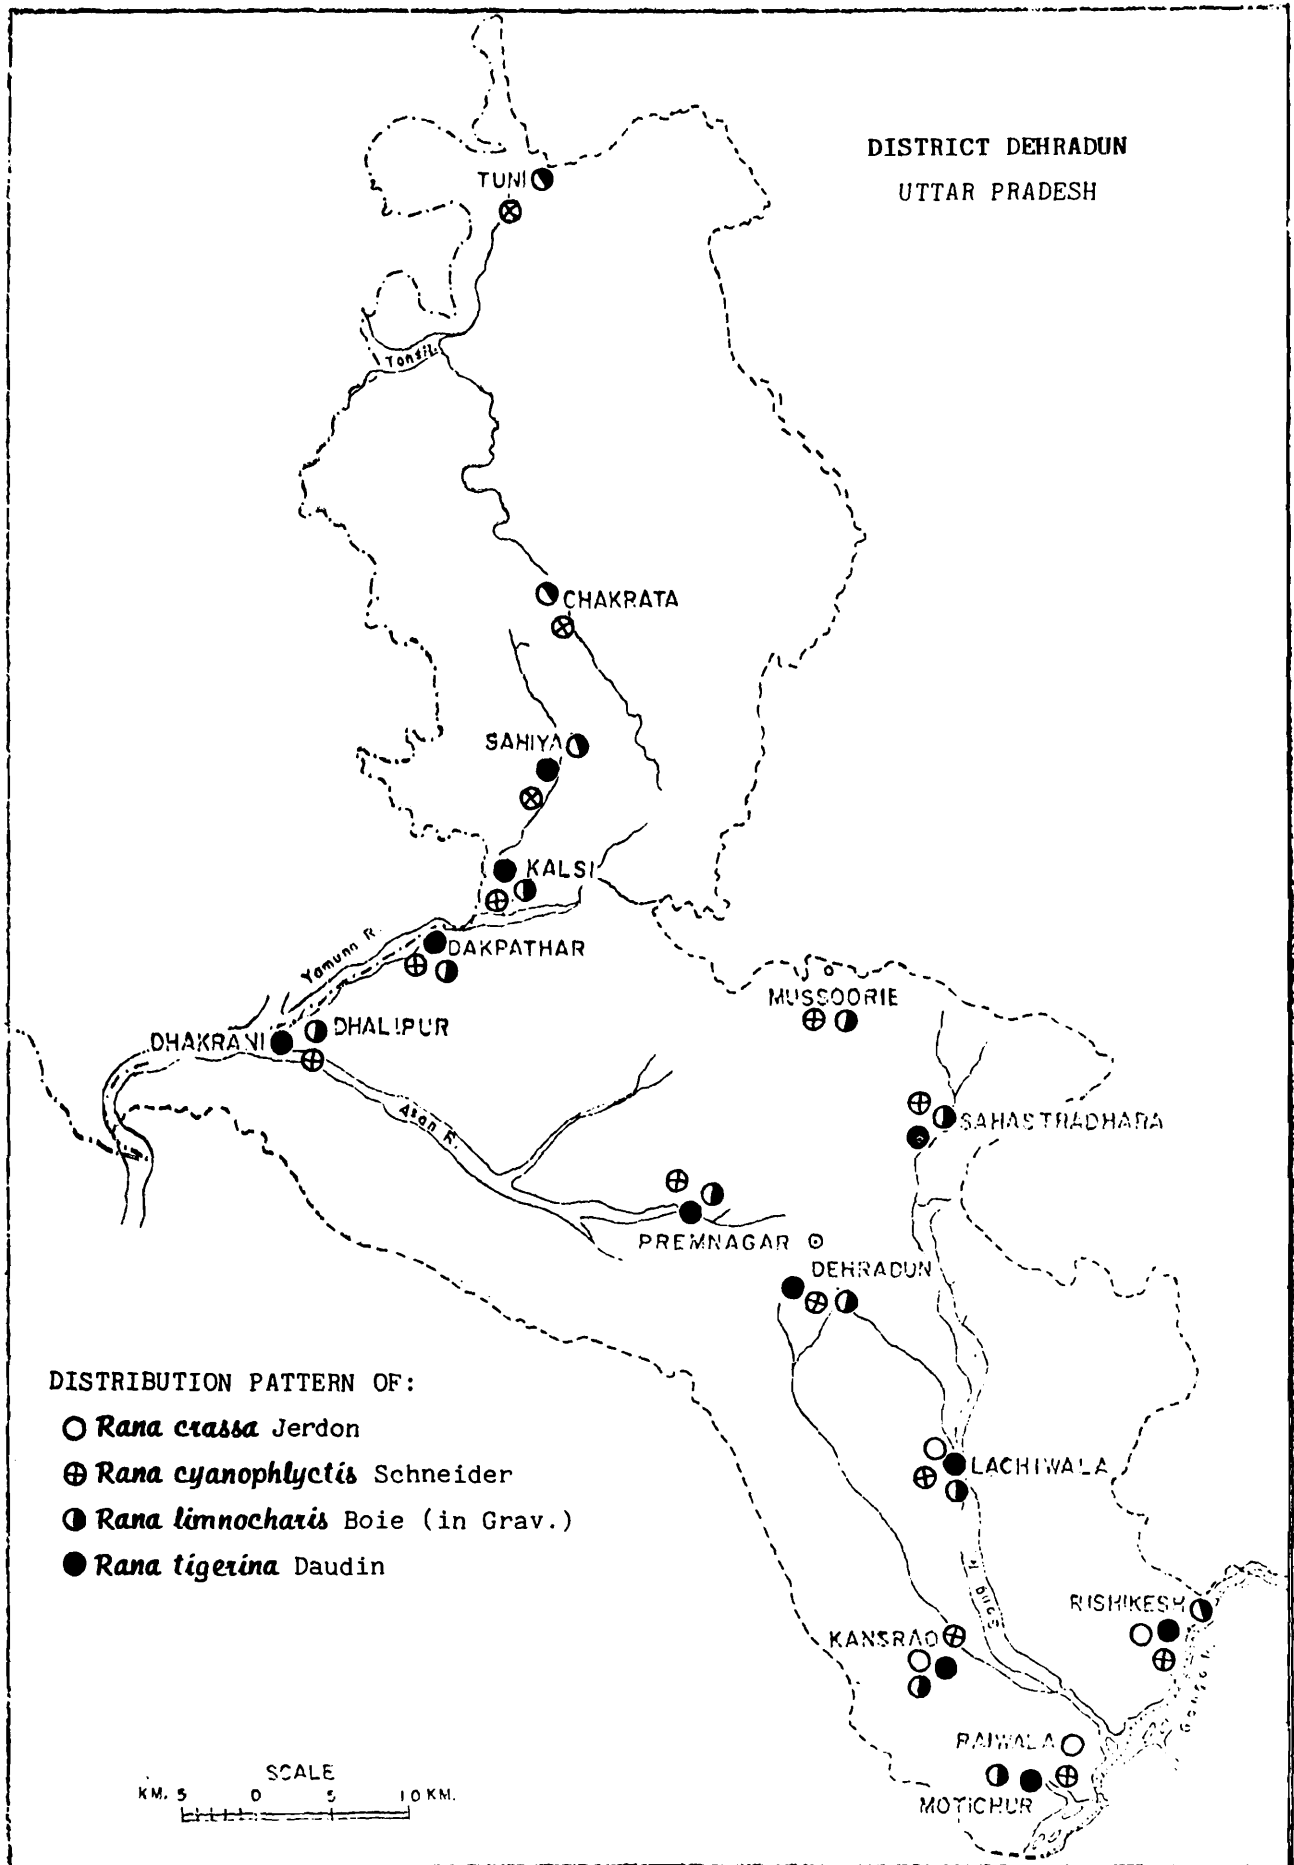 DISTRICT DEHRADUN
UTTAR PRADESH
TUNI
CHAKRATA
SAHIYA
KALSI
Yamuna R.
DAKPATHAR
MUSSOORIE
DHALIPUR
DHAKRANI
Asan R.
SAHASTRADHARA
PREMNAGAR
DEHRADUN
DISTRIBUTION PATTERN OF:
Rana crassa Jerdon
Rana cyanophlyctis Schneider
Rana limnocharis Boie (in Grav.)
Rana tigerina Daudin
LACHIWALA
RISHIKESH
KANSRAO
RAIWALA
MOTICHUR
SCALE
KM. 5 0 5 10 KM.